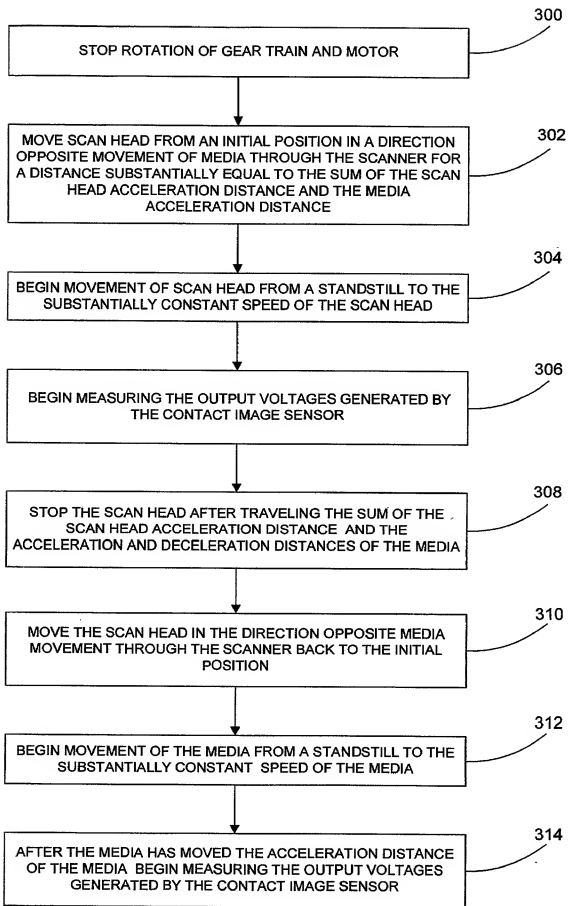 300
STOP ROTATION OF GEAR TRAIN AND MOTOR
302
MOVE SCAN HEAD FROM AN INITIAL POSITION IN A DIRECTION
OPPOSITE MOVEMENT OF MEDIA THROUGH THE SCANNER FOR
A DISTANCE SUBSTANTIALLY EQUAL TO THE SUM OF THE SCAN
HEAD ACCELERATION DISTANCE AND THE MEDIA
ACCELERATION DISTANCE
304
BEGIN MOVEMENT OF SCAN HEAD FROM A STANDSTILL TO THE
SUBSTANTIALLY CONSTANT SPEED OF THE SCAN HEAD
306
BEGIN MEASURING THE OUTPUT VOLTAGES GENERATED BY
THE CONTACT IMAGE SENSOR
308
STOP THE SCAN HEAD AFTER TRAVELING THE SUM OF THE
SCAN HEAD ACCELERATION DISTANCE AND THE
ACCELERATION AND DECELERATION DISTANCES OF THE MEDIA
310
MOVE THE SCAN HEAD IN THE DIRECTION OPPOSITE MEDIA
MOVEMENT THROUGH THE SCANNER BACK TO THE INITIAL
POSITION
312
BEGIN MOVEMENT OF THE MEDIA FROM A STANDSTILL TO THE
SUBSTANTIALLY CONSTANT SPEED OF THE MEDIA
314
AFTER THE MEDIA HAS MOVED THE ACCELERATION DISTANCE
OF THE MEDIA BEGIN MEASURING THE OUTPUT VOLTAGES
GENERATED BY THE CONTACT IMAGE SENSOR